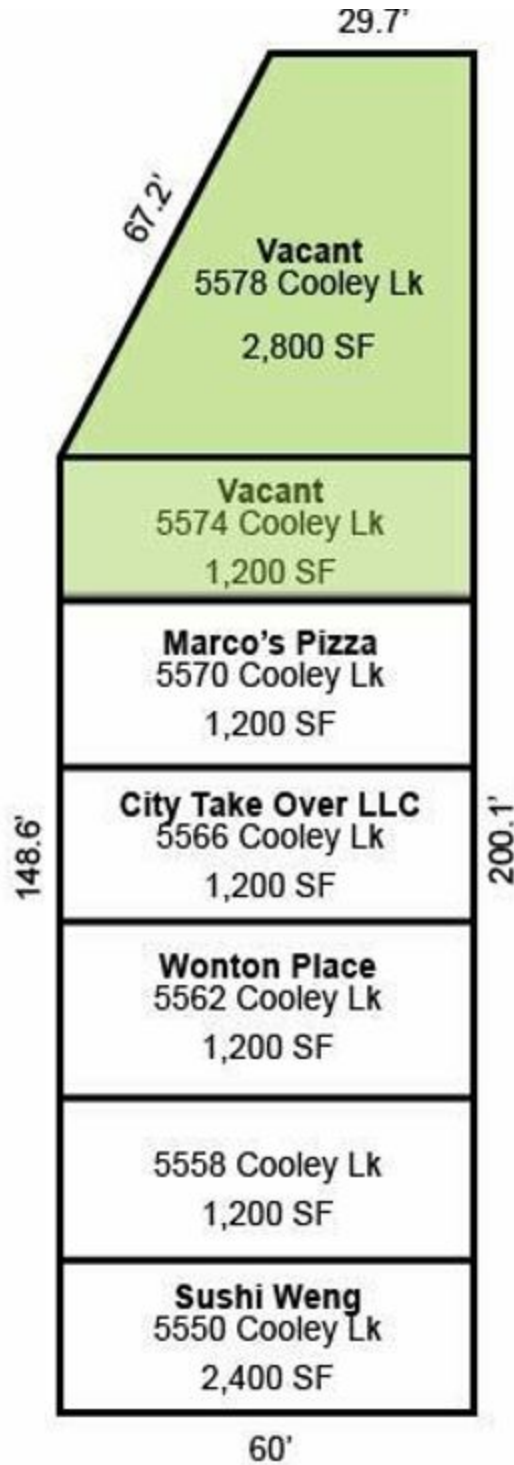 29.7'
67.2'
Vacant
5578 Cooley Lk
2,800 SF
Vacant
5574 Cooley Lk
1,200 SF
Marco's Pizza
5570 Cooley Lk
1,200 SF
148.6'
City Take Over LLC
5566 Cooley Lk
1,200 SF
200.1'
Wonton Place
5562 Cooley Lk
1,200 SF
5558 Cooley Lk
1,200 SF
Sushi Weng
5550 Cooley Lk
2,400 SF
60'